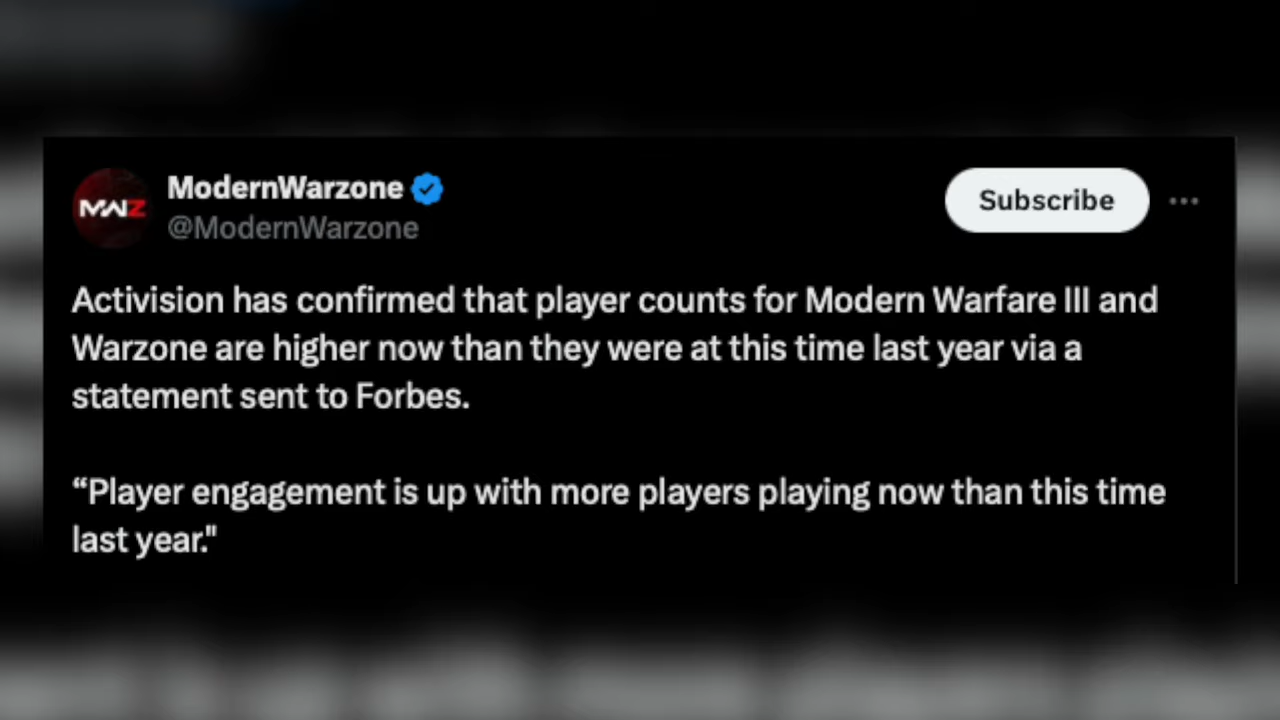 MWZ
ModernWarzone
@ModernWarzone
Subscribe
Activision has confirmed that player counts for Modern Warfare III and
Warzone are higher now than they were at this time last year via a
statement sent to Forbes.
“Player engagement is up with more players playing now than this time
last year."